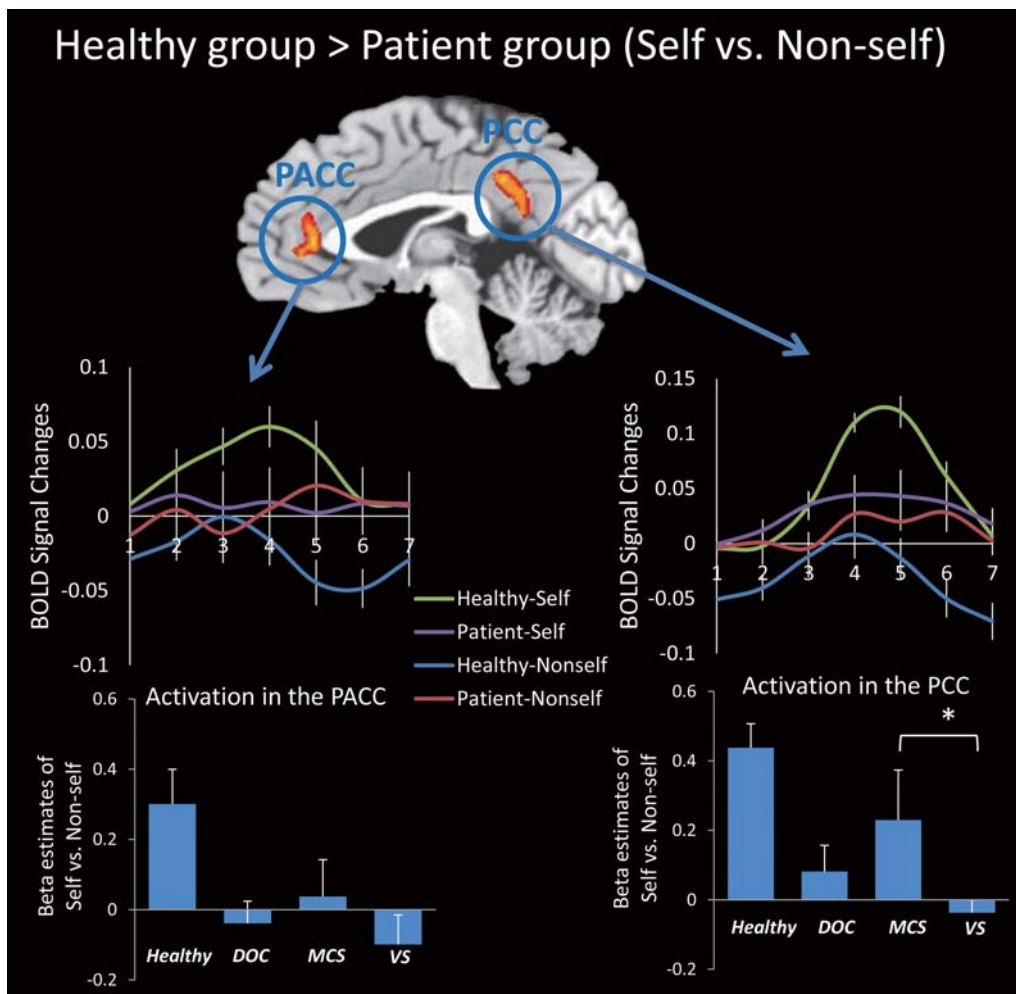 Healthy group > Patient group (Self vs. Non-self)
PCC
PACC
0.1
0.05
0
-0.05
-0.1
BOLD Signal Changes
1 2 3 4 5 6 7
0.15
0.1
0.05
0
-0.05
-0.1
BOLD Signal Changes
1 2 3 4 5 6 7
Healthy-Self
Patient-Self
Healthy-Nonself
Patient-Nonself
Activation in the PACC
0.6
0.4
0.2
0
-0.2
Beta estimates of
Self vs. Non-self
Healthy DOC MCS VS
Activation in the PCC
0.6
0.4
0.2
0
-0.2
Beta estimates of
Self vs. Non-self
*
Healthy DOC MCS VS